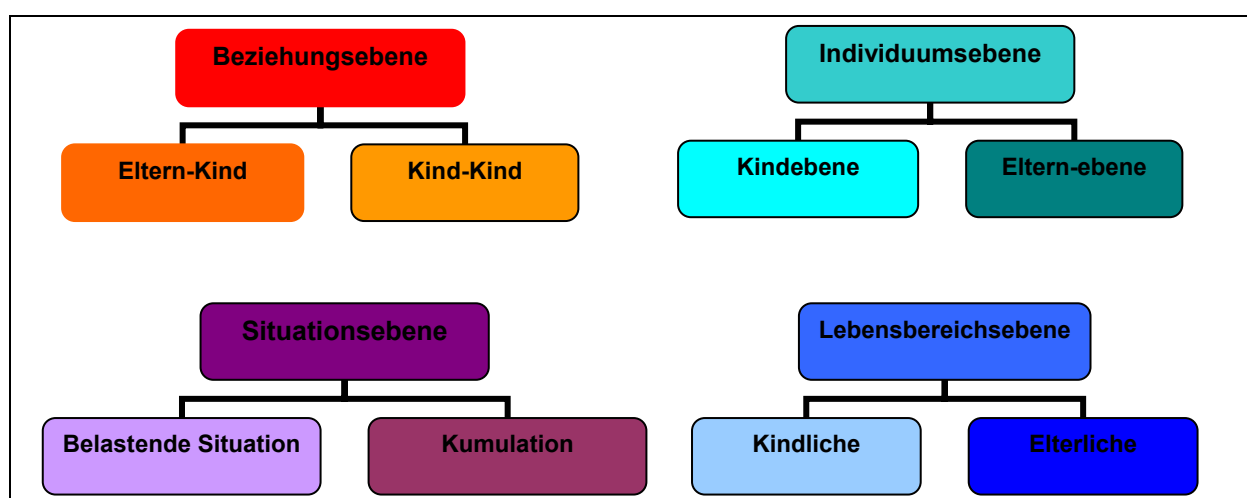 Beziehungsebene
Individuumsebene
Eltern-Kind
Kind-Kind
Kindebene
Eltern-ebene
Situationsebene
Lebensbereichsebene
Belastende Situation
Kumulation
Kindliche
Elterliche